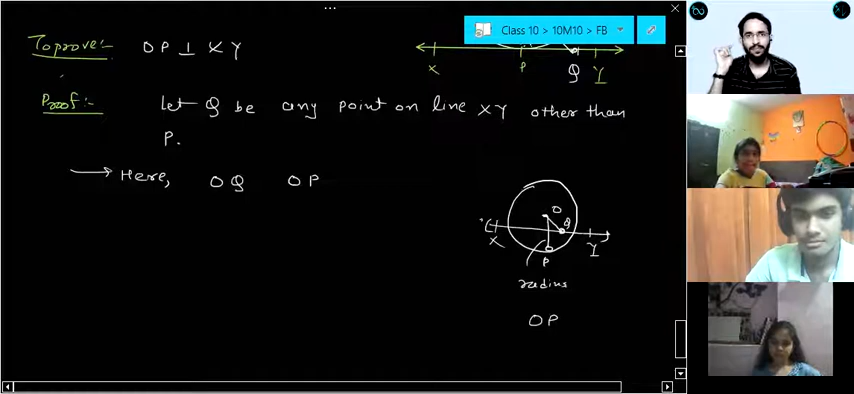 ...
Class 10 > 10M10 > FB
To prove:- OP ⊥ XY
X P Q Y
Proof:- Let Q be any point on line XY other than
P.
→ Here, OQ OP
O
Q
X Y
P
radius
OP